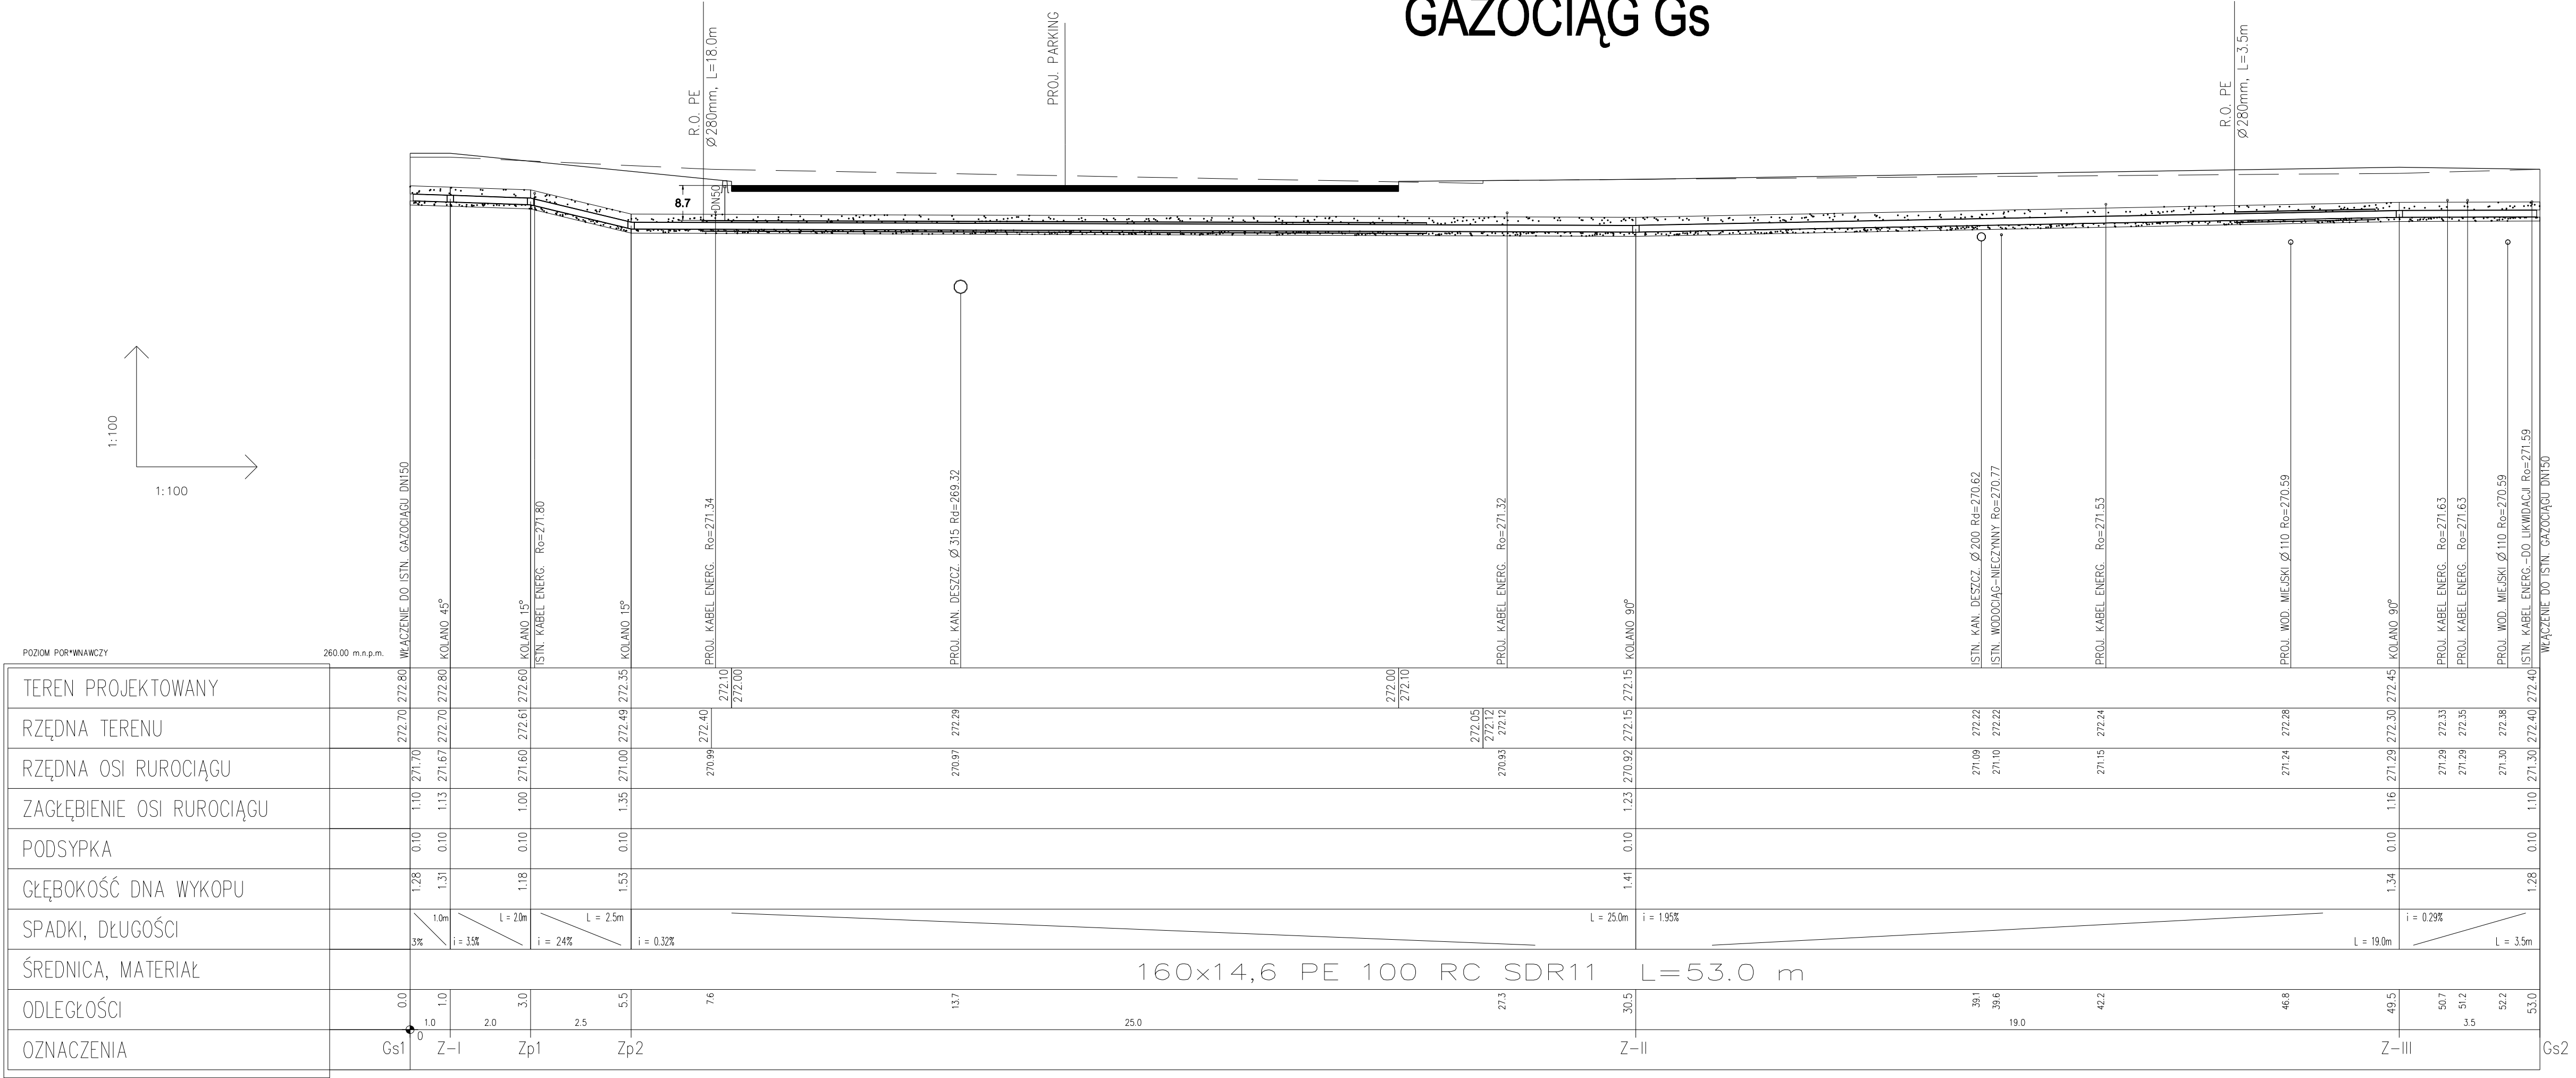 GAZOCIĄG Gs
R.O. PE
Ø280mm, L=18.0m
PROJ. PARKING
R.O. PE
Ø280mm, L=3.5m
8.7
DN50
1:100
1:100
WŁĄCZENIE DO ISTN. GAZOCIĄGU DN150
KOLANO 45°
KOLANO 15°
ISTN. KABEL ENERG. Ro=271.80
KOLANO 15°
PROJ. KABEL ENERG. Ro=271.34
PROJ. KAN. DESZCZ. Ø315 Rd=269.32
PROJ. KABEL ENERG. Ro=271.32
KOLANO 90°
ISTN. KAN. DESZCZ. Ø200 Rd=270.62
ISTN. WODOCIĄG-NIECZYNNY Ro=270.77
PROJ. KABEL ENERG. Ro=271.53
PROJ. WOD. MIEJSKI Ø110 Ro=270.59
KOLANO 90°
PROJ. KABEL ENERG. Ro=271.63
PROJ. KABEL ENERG. Ro=271.63
PROJ. WOD. MIEJSKI Ø110 Ro=270.59
ISTN. KABEL ENERG.-DO LIKWIDACJI Ro=271.59
WŁĄCZENIE DO ISTN. GAZOCIĄGU DN150
POZIOM POR*WNAWCZY 260.00 m.n.p.m.
TEREN PROJEKTOWANY 272.80 272.80 272.60 272.35 272.10 272.00 272.00 272.10 272.15 272.45 272.40
RZĘDNA TERENU 272.70 272.70 272.61 272.49 272.40 272.29 272.05 272.12 272.12 272.15 272.22 272.22 272.24 272.28 272.30 272.33 272.35 272.38 272.40
RZĘDNA OSI RUROCIĄGU 271.70 271.67 271.60 271.00 270.99 270.97 270.93 270.92 271.09 271.10 271.15 271.24 271.29 271.29 271.29 271.30 271.30
ZAGŁĘBIENIE OSI RUROCIĄGU 1.10 1.13 1.00 1.35 1.23 1.16 1.10
PODSYPKA 0.10 0.10 0.10 0.10 0.10 0.10 0.10
GŁĘBOKOŚĆ DNA WYKOPU 1.28 1.31 1.18 1.53 1.41 1.34 1.28
SPADKI, DŁUGOŚCI 3% 1.0m i = 3.5% L = 2.0m i = 24% L = 2.5m i = 0.32% L = 25.0m i = 1.95% L = 19.0m i = 0.29% L = 3.5m
ŚREDNICA, MATERIAŁ 160x14,6 PE 100 RC SDR11 L=53.0 m
ODLEGŁOŚCI 0.0 1.0 3.0 5.5 7.6 13.7 27.3 30.5 39.1 39.6 42.2 46.8 49.5 50.7 51.2 52.2 53.0
1.0 2.0 2.5 25.0 19.0 3.5
0
OZNACZENIA Gs1 Z-I Zp1 Zp2 Z-II Z-III Gs2